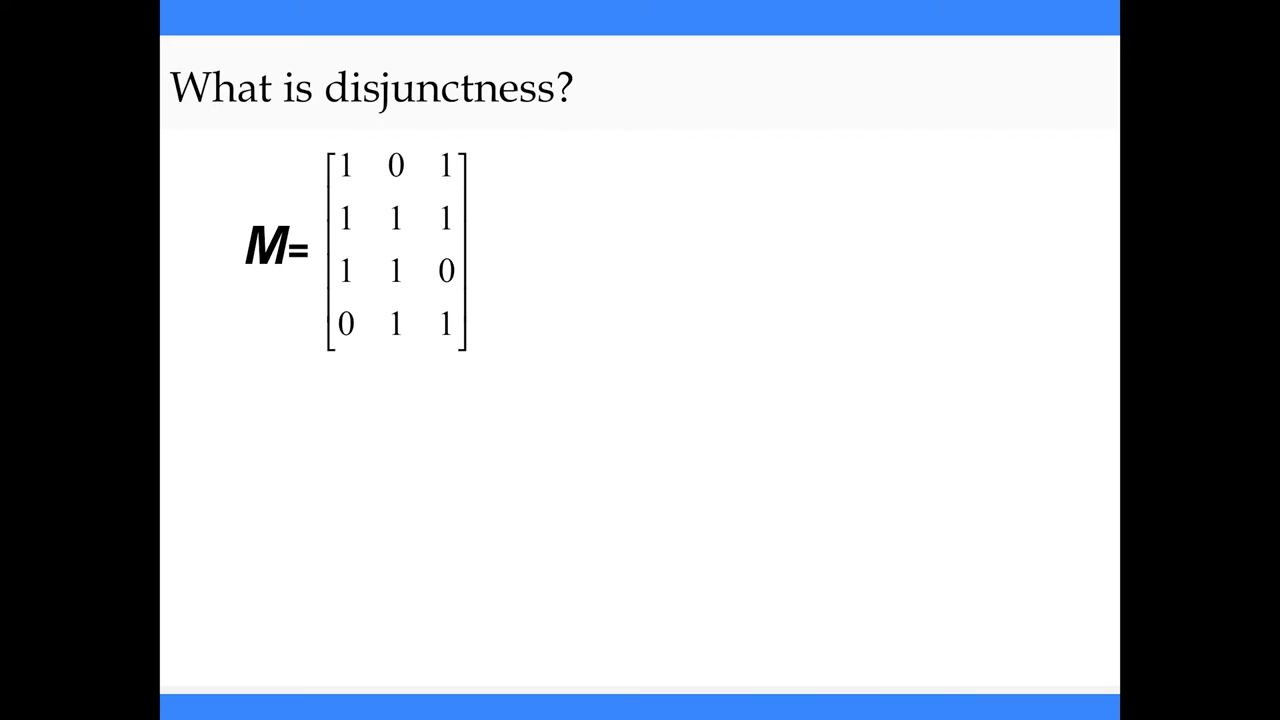 What is disjunctness?
M= [1 0 1
1 1 1
1 1 0
0 1 1]